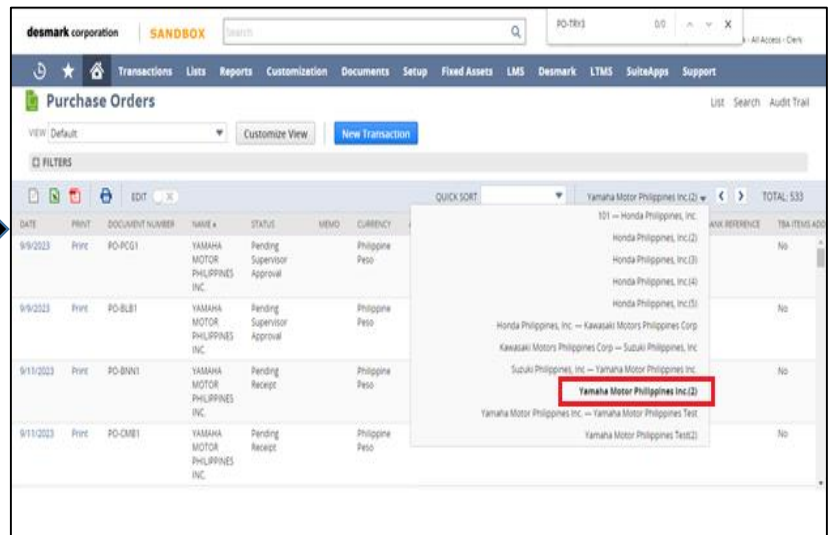 desmark corporation SANDBOX Search PO-TRY3 0/0 All Access - Clerk
Transactions Lists Reports Customization Documents Setup Fixed Assets LMS Desmark LTMS SuiteApps Support
Purchase Orders List Search Audit Trail
VIEW Default Customize View New Transaction
FILTERS
EDIT QUICK SORT Yamaha Motor Philippines Inc.(2) TOTAL: 533
DATE PRINT DOCUMENT NUMBER NAME STATUS MEMO CURRENCY REFERENCE TBA ITEMS ADD
101 — Honda Philippines, Inc.
Honda Philippines, Inc.(2)
Honda Philippines, Inc.(3)
Honda Philippines, Inc.(4)
Honda Philippines, Inc.(5)
Honda Philippines, Inc. — Kawasaki Motors Philippines Corp
Kawasaki Motors Philippines Corp — Suzuki Philippines, Inc
Suzuki Philippines, Inc — Yamaha Motor Philippines Inc.
Yamaha Motor Philippines Inc.(2)
Yamaha Motor Philippines Inc. — Yamaha Motor Philippines Test
Yamaha Motor Philippines Test(2)
9/9/2023 Print PO-PCG1 YAMAHA Pending Philippine No
MOTOR Supervisor Peso
PHILIPPINES Approval
INC.
9/9/2023 Print PO-BLB1 YAMAHA Pending Philippine No
MOTOR Supervisor Peso
PHILIPPINES Approval
INC.
9/11/2023 Print PO-BNN1 YAMAHA Pending Philippine No
MOTOR Receipt Peso
PHILIPPINES
INC.
9/11/2023 Print PO-CMB1 YAMAHA Pending Philippine No
MOTOR Receipt Peso
PHILIPPINES
INC.